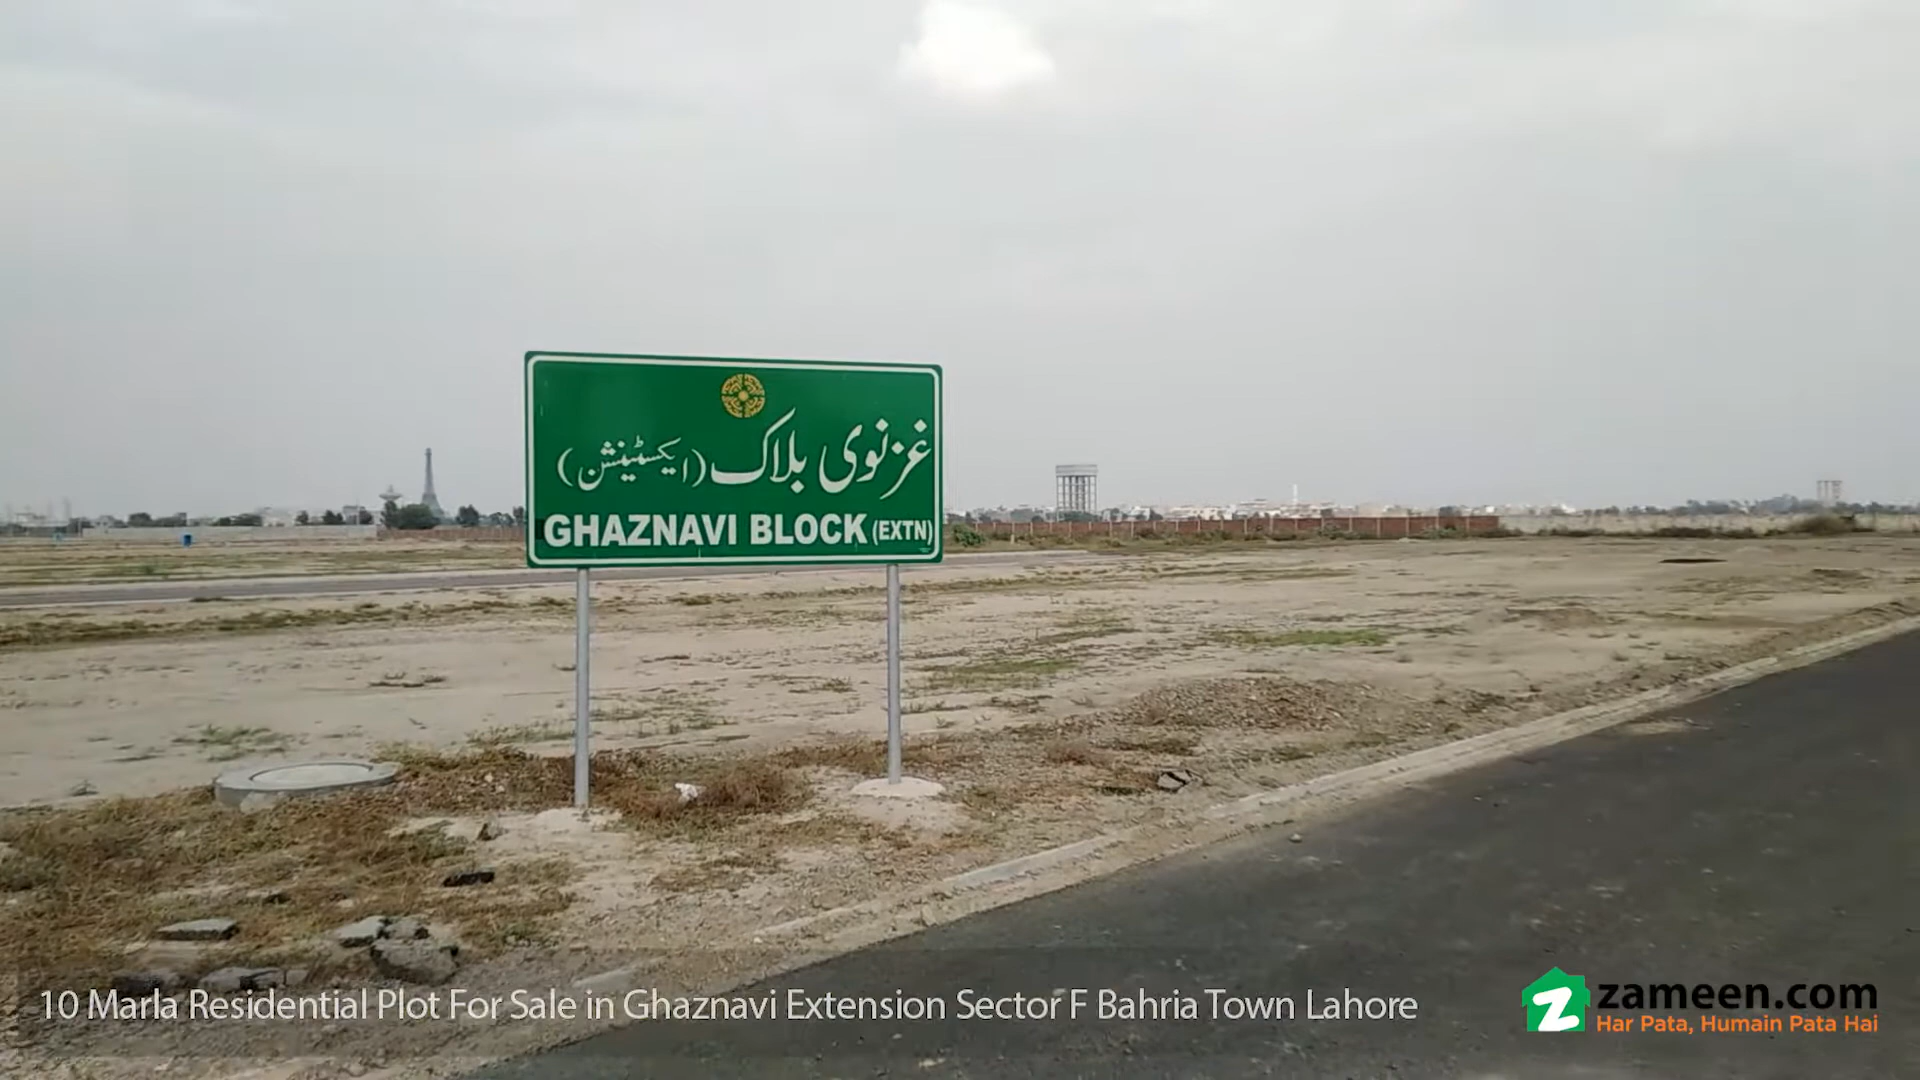 غزنوی بلاک (ایکسٹینشن)
GHAZNAVI BLOCK (EXTN)
10 Marla Residential Plot For Sale in Ghaznavi Extension Sector F Bahria Town Lahore
zameen.com
Har Pata, Humain Pata Hai